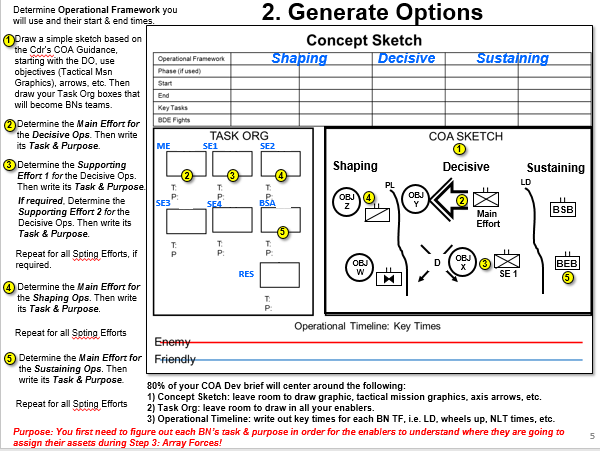 Determine Operational Framework you
will use and their start & end times.
2. Generate Options
1 Draw a simple sketch based on
the Cdr's COA Guidance,
starting with the DO, use
objectives (Tactical Msn
Graphics), arrows, etc. Then
draw your Task Org boxes that
will become BNs teams.
2 Determine the Main Effort for
the Decisive Ops. Then write
its Task & Purpose.
3 Determine the Supporting
Effort 1 for the Decisive Ops.
Then write its Task & Purpose.
If required, Determine the
Supporting Effort 2 for the
Decisive Ops. Then write its
Task & Purpose.
Repeat for all Spting Efforts, if
required.
4 Determine the Main Effort for
the Shaping Ops. Then write
its Task & Purpose.
Repeat for all Spting Efforts
5 Determine the Main Effort for
the Sustaining Ops. Then
write its Task & Purpose.
Repeat for all Spting Efforts
Concept Sketch
Operational Framework Shaping Decisive Sustaining
Phase (if used)
Start
End
Key Tasks
BDE Fights
TASK ORG
ME SE1 SE2
2 3 4
T: T: T:
P: P: P:
SE3 SE4 BSA
5
T: T: T:
P P: P:
RES
T:
P:
COA SKETCH
1
Shaping Decisive Sustaining
PL LD
OBJ Z 4 OBJ Y 2
Main Effort
BSB
OBJ W D OBJ X 3
SE 1
BEB
5
Operational Timeline: Key Times
Enemy
Friendly
80% of your COA Dev brief will center around the following:
1) Concept Sketch: leave room to draw graphic, tactical mission graphics, axis arrows, etc.
2) Task Org: leave room to draw in all your enablers.
3) Operational Timeline: write out key times for each BN TF, i.e. LD, wheels up, NLT times, etc.
Purpose: You first need to figure out each BN's task & purpose in order for the enablers to understand where they are going to
assign their assets during Step 3: Array Forces!
5